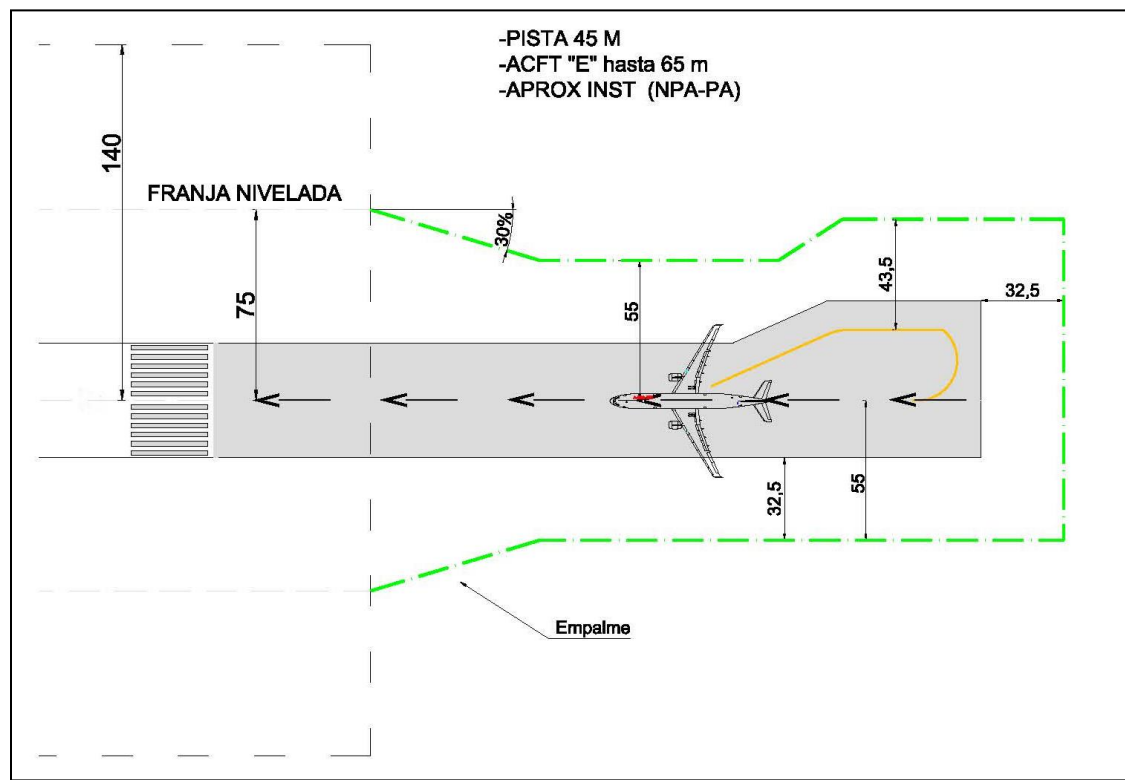 -PISTA 45 M
-ACFT "E" hasta 65 m
-APROX INST (NPA-PA)
140
FRANJA NIVELADA
30%
75
55
43,5
32,5
32,5
55
Empalme